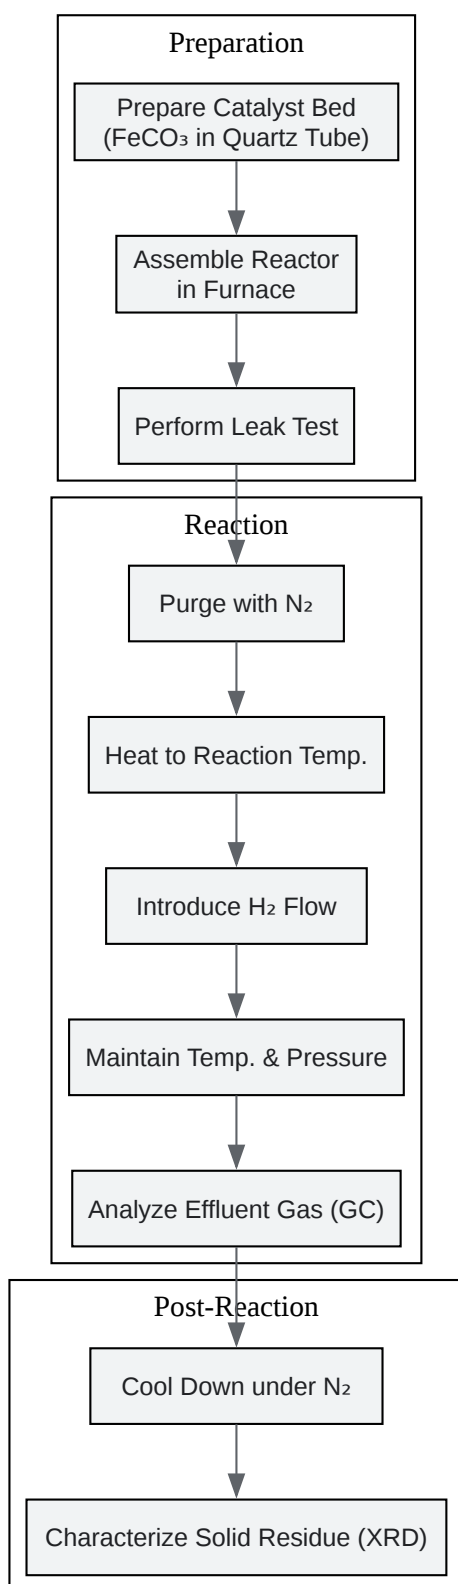 Preparation
Prepare Catalyst Bed
(FeCO₃ in Quartz Tube)
Assemble Reactor
in Furnace
Perform Leak Test
Reaction
Purge with N₂
Heat to Reaction Temp.
Introduce H₂ Flow
Maintain Temp. & Pressure
Analyze Effluent Gas (GC)
Post-Reaction
Cool Down under N₂
Characterize Solid Residue (XRD)